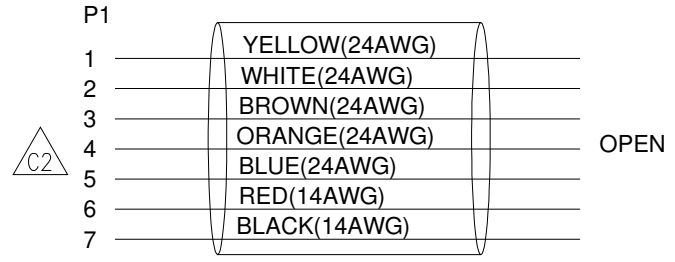 P1
1 YELLOW(24AWG)
2 WHITE(24AWG)
3 BROWN(24AWG)
C2 4 ORANGE(24AWG) OPEN
5 BLUE(24AWG)
6 RED(14AWG)
7 BLACK(14AWG)